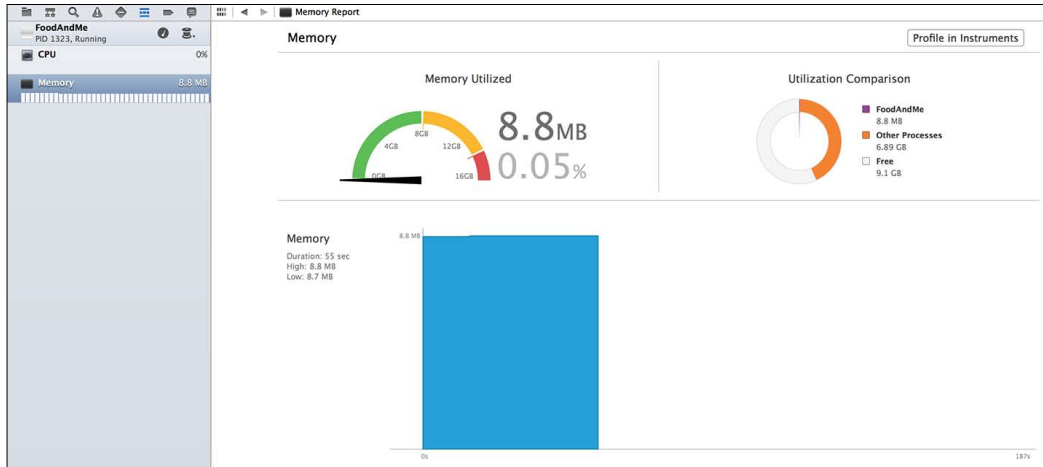 Memory Report
FoodAndMe
PID 1323, Running
CPU 0%
Memory 8.8 MB
Memory
Profile in Instruments
Memory Utilized
0GB
4GB
8GB
12GB
16GB
8.8MB
0.05%
Utilization Comparison
FoodAndMe
8.8 MB
Other Processes
6.89 GB
Free
9.1 GB
Memory
Duration: 55 sec
High: 8.8 MB
Low: 8.7 MB
8.8 MB
0s
187s